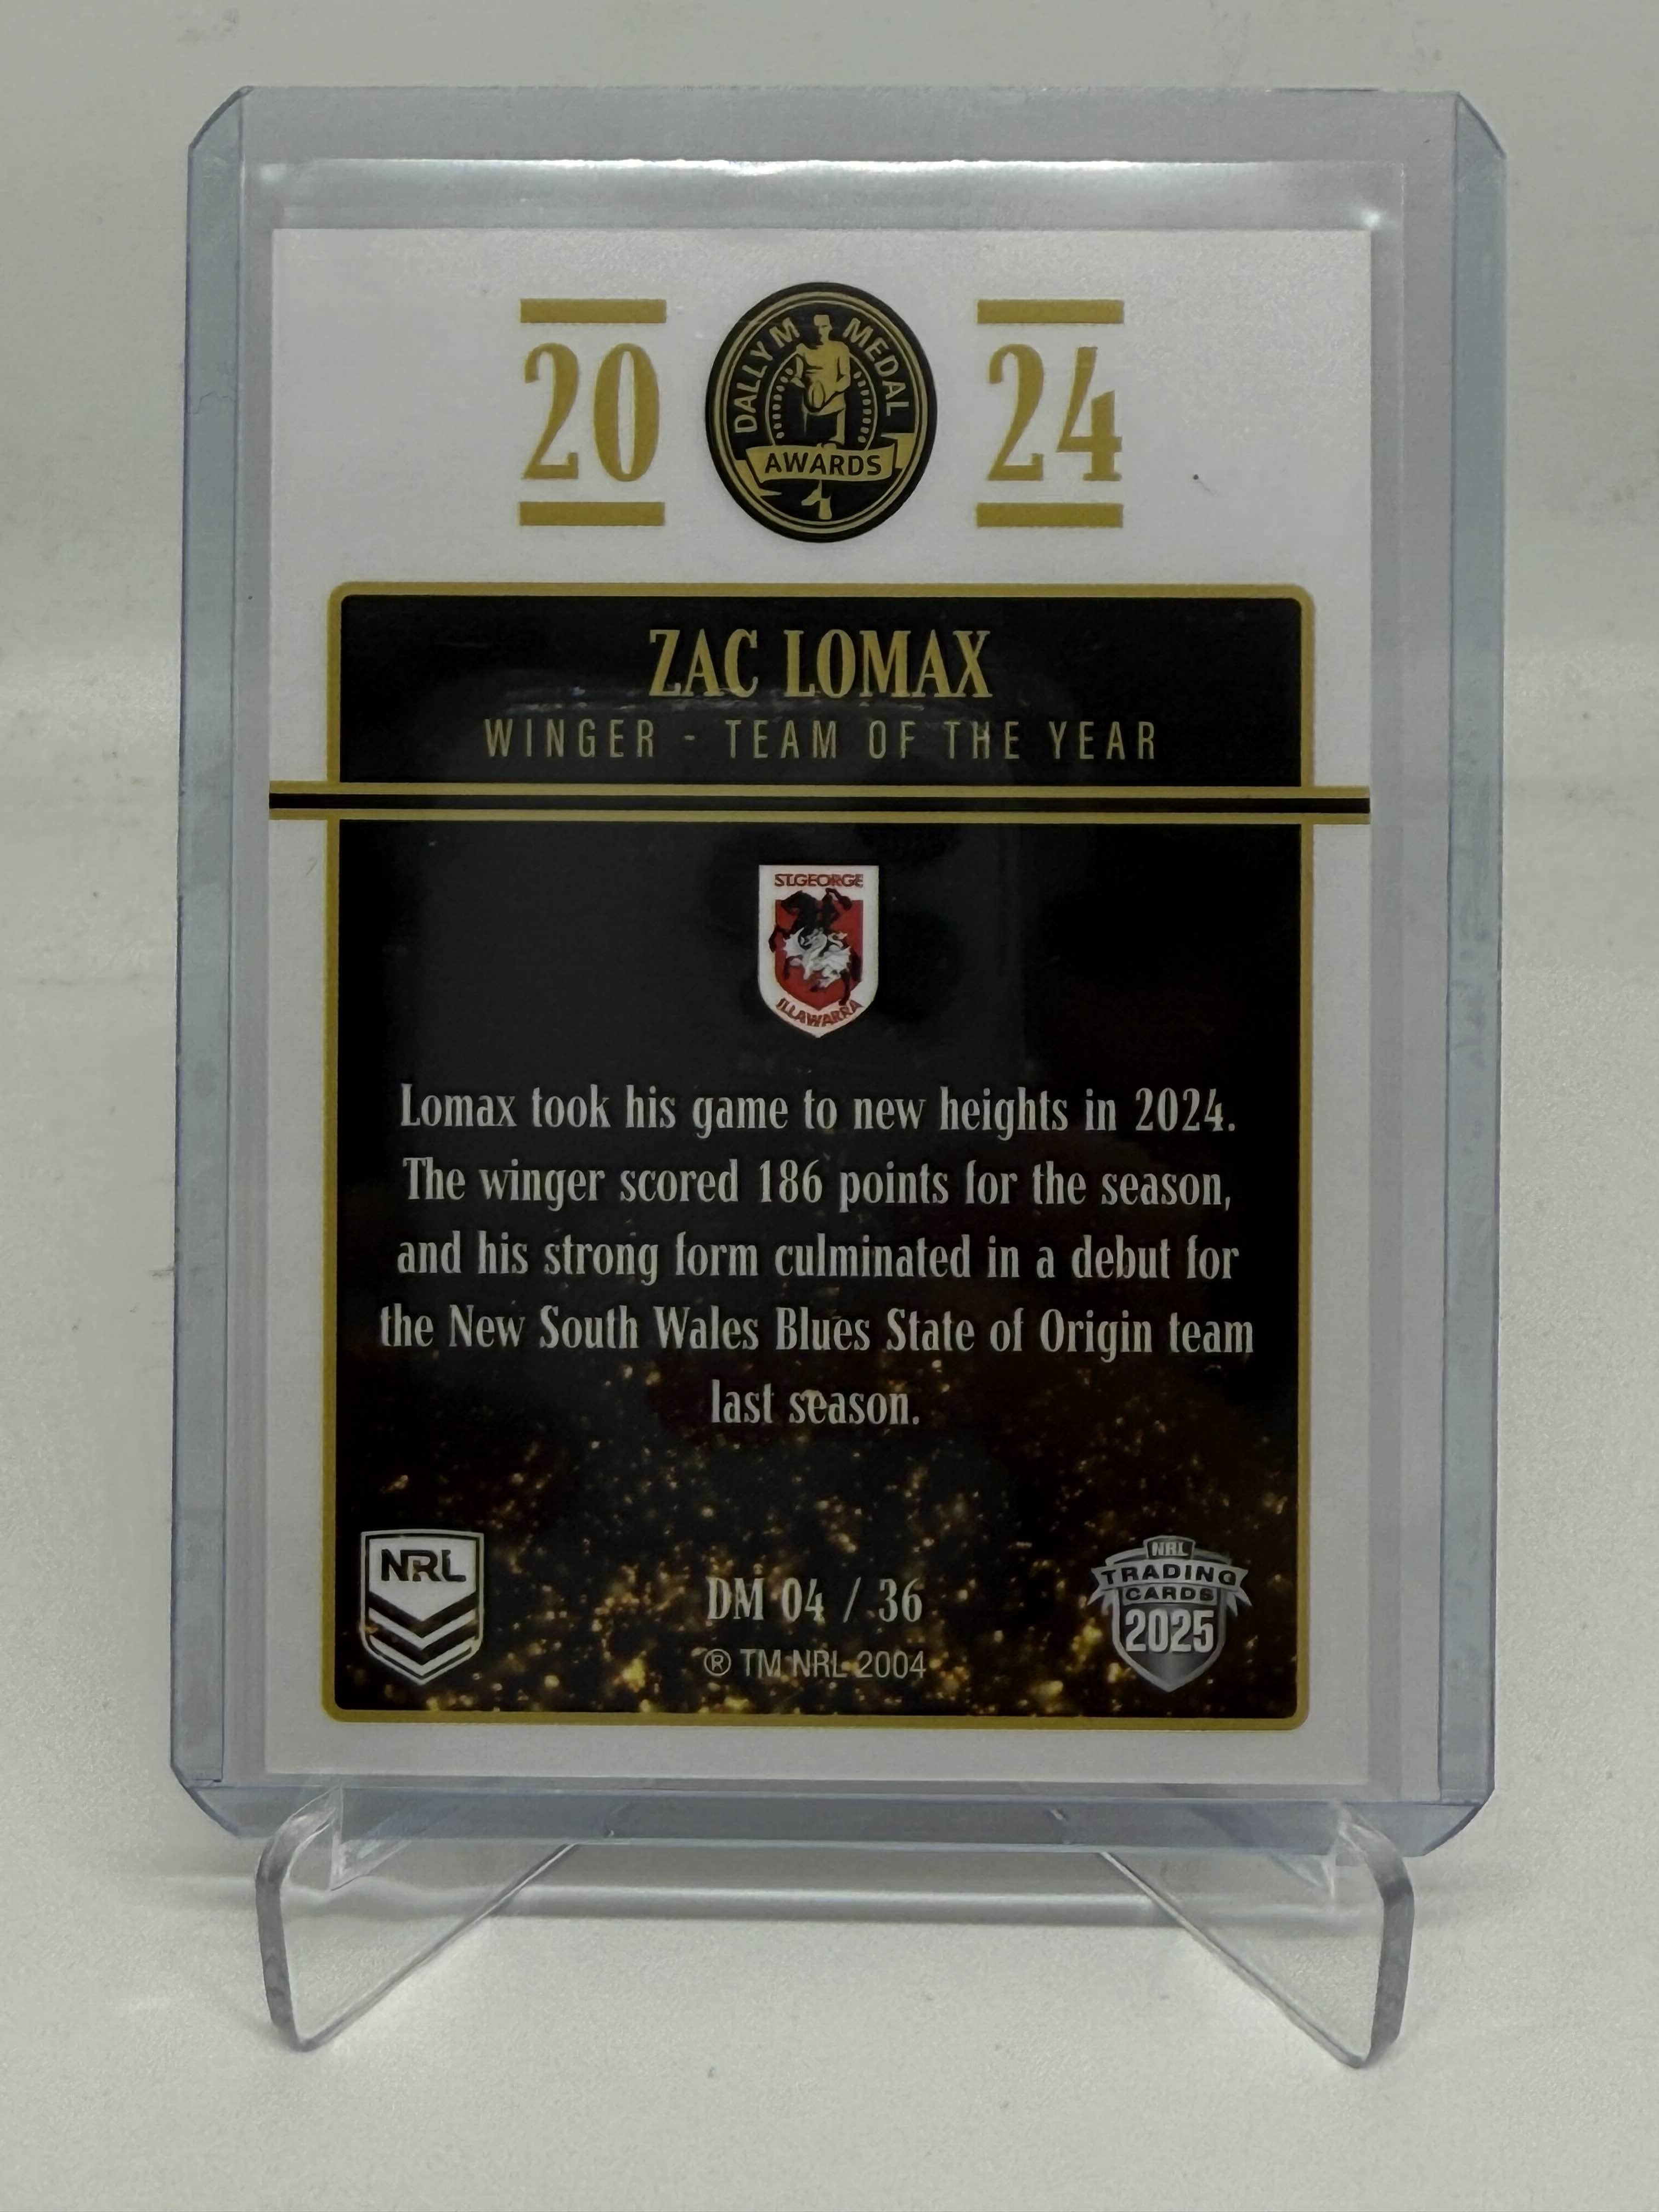 20 24
DALLY M MEDAL
AWARDS
ZAC LOMAX
WINGER - TEAM OF THE YEAR
ST.GEORGE
ILLAWARRA
Lomax took his game to new heights in 2024.
The winger scored 186 points for the season,
and his strong form culminated in a debut for
the New South Wales Blues State of Origin team
last season.
NRL
DM 04 / 36
® TM NRL 2004
NRL
TRADING
CARDS
2025